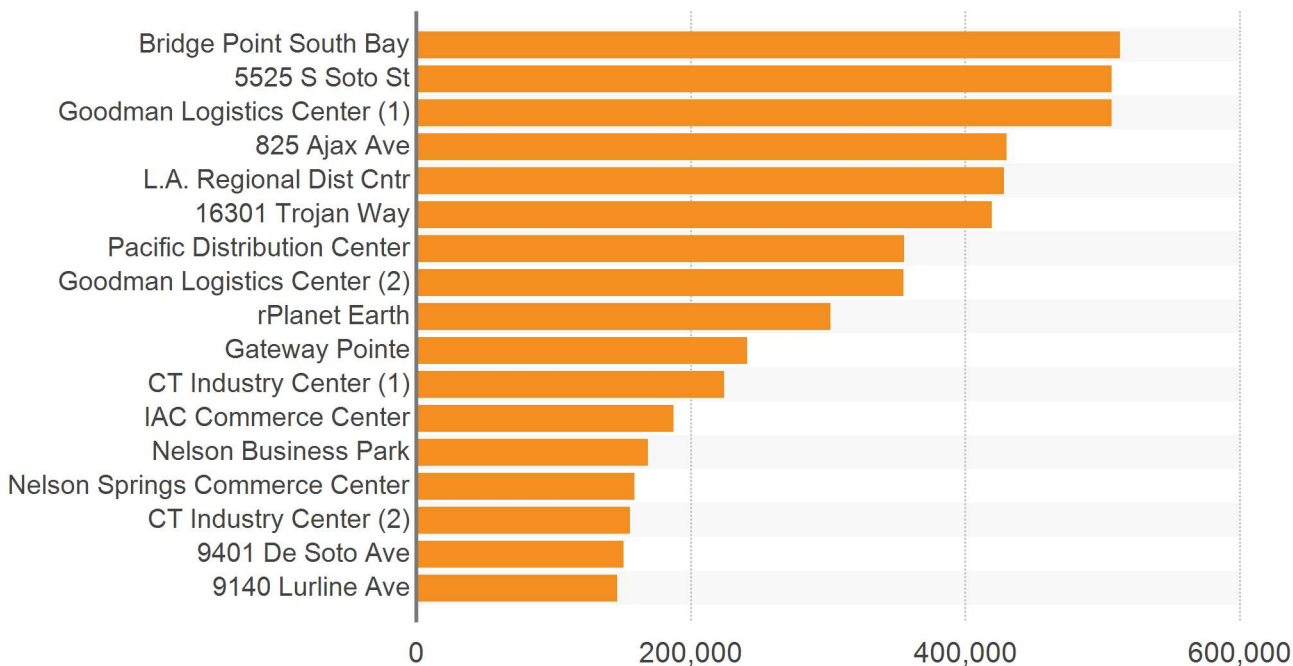 Bridge Point South Bay
5525 S Soto St
Goodman Logistics Center (1)
825 Ajax Ave
L.A. Regional Dist Cntr
16301 Trojan Way
Pacific Distribution Center
Goodman Logistics Center (2)
rPlanet Earth
Gateway Pointe
CT Industry Center (1)
IAC Commerce Center
Nelson Business Park
Nelson Springs Commerce Center
CT Industry Center (2)
9401 De Soto Ave
9140 Lurline Ave
0 200,000 400,000 600,000